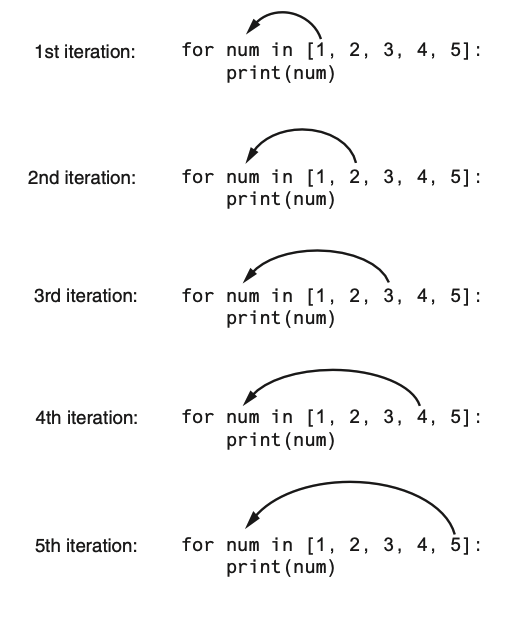 1st iteration: for num in [1, 2, 3, 4, 5]:
print(num)
2nd iteration: for num in [1, 2, 3, 4, 5]:
print(num)
3rd iteration: for num in [1, 2, 3, 4, 5]:
print(num)
4th iteration: for num in [1, 2, 3, 4, 5]:
print(num)
5th iteration: for num in [1, 2, 3, 4, 5]:
print(num)